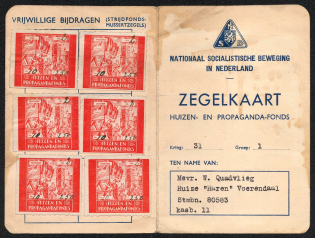 VRIJWILLIGE BIJDRAGEN (STRIJDFONDS-
MUSSERTZEGELS)
HUIZEN EN
PROPAGANDAFONDS
HUIZEN EN
PROPAGANDAFONDS
HUIZEN EN
PROPAGANDAFONDS
HUIZEN EN
PROPAGANDAFONDS
HUIZEN EN
PROPAGANDAFONDS
HUIZEN EN
PROPAGANDAFONDS
NATIONAAL SOCIALISTISCHE BEWEGING
IN NEDERLAND
ZEGELKAART
HUIZEN- EN PROPAGANDA-FONDS
Kring: 31 Groep: 1
TEN NAME VAN:
Mevr. W. Quadvlieg
Huize "Haren" Voerendaal
Stmbn. 80583
kasb. 11